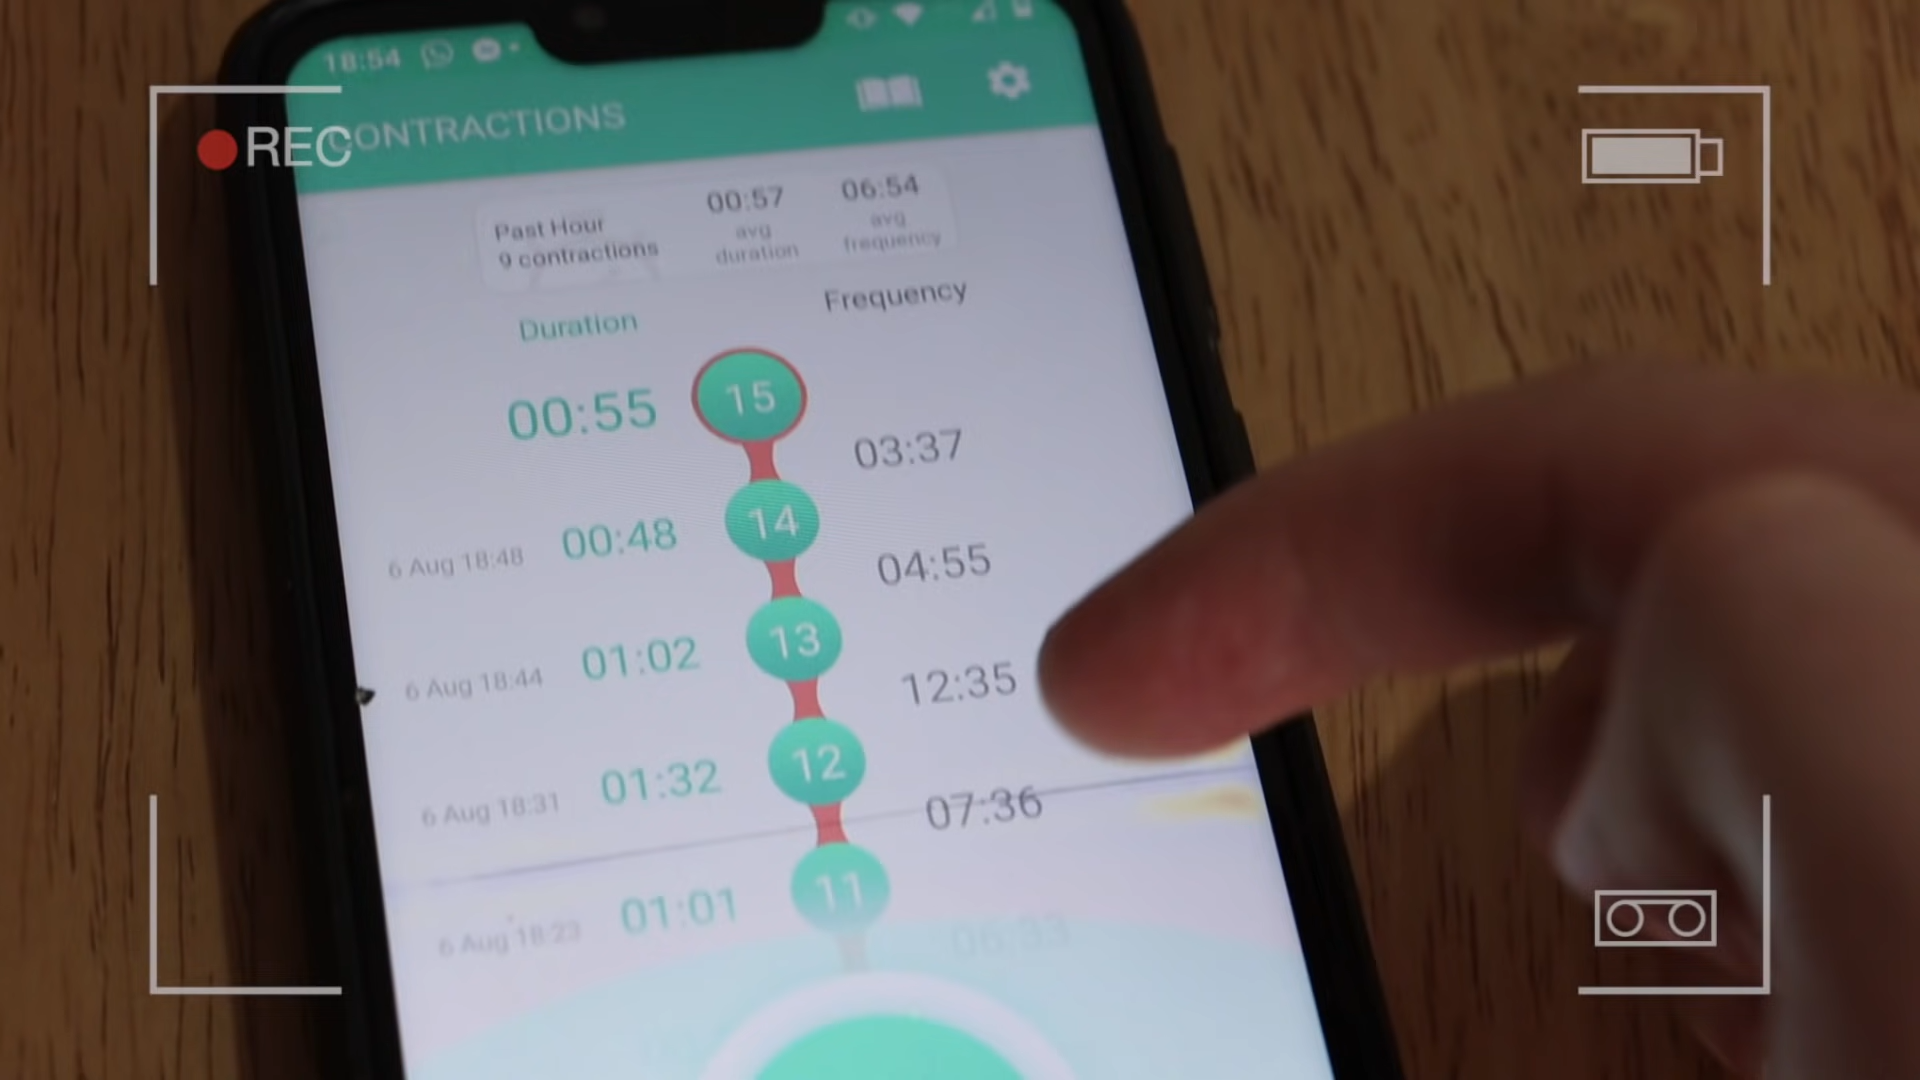 18:54
REC
CONTRACTIONS
Past Hour
9 contractions
00:57
avg
duration
06:54
avg
frequency
Duration
Frequency
00:55
15
03:37
6 Aug 18:48
00:48
14
04:55
6 Aug 18:44
01:02
13
12:35
6 Aug 18:31
01:32
12
07:36
6 Aug 18:23
01:01
11
06:33